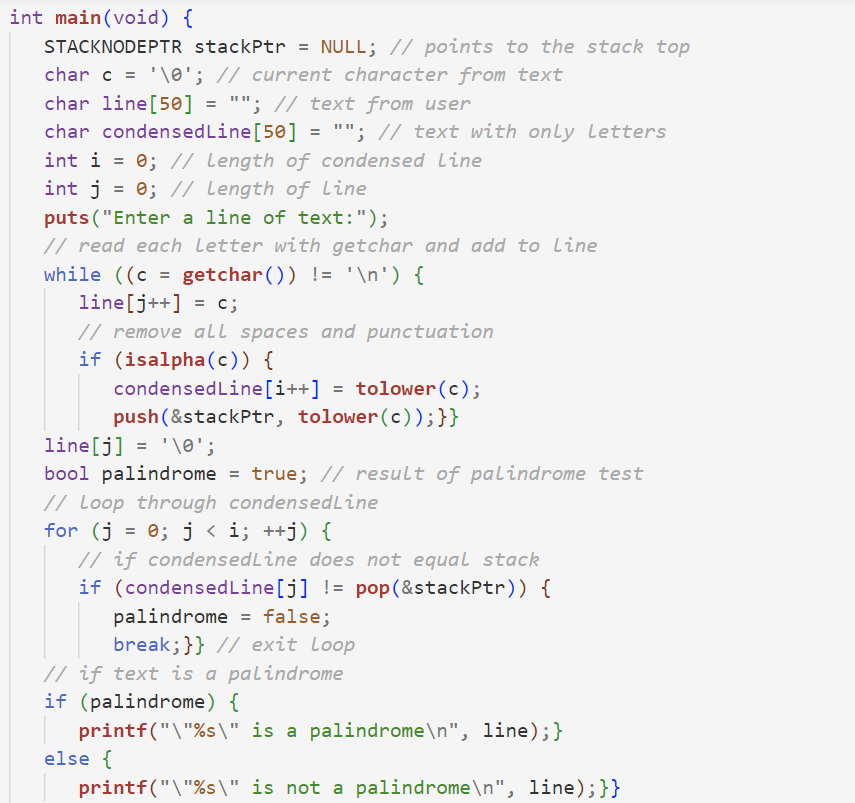 int main(void) {
   STACKNODEPTR stackPtr = NULL; // points to the stack top
   char c = '\0'; // current character from text
   char line[50] = ""; // text from user
   char condensedLine[50] = ""; // text with only letters
   int i = 0; // length of condensed line
   int j = 0; // length of line
   puts("Enter a line of text:");
   // read each letter with getchar and add to line
   while ((c = getchar()) != '\n') {
      line[j++] = c;
      // remove all spaces and punctuation
      if (isalpha(c)) {
         condensedLine[i++] = tolower(c);
         push(&stackPtr, tolower(c));}}
   line[j] = '\0';
   bool palindrome = true; // result of palindrome test
   // loop through condensedLine
   for (j = 0; j < i; ++j) {
      // if condensedLine does not equal stack
      if (condensedLine[j] != pop(&stackPtr)) {
         palindrome = false;
         break;}} // exit loop
   // if text is a palindrome
   if (palindrome) {
      printf("\"%s\" is a palindrome\n", line);}
   else {
      printf("\"%s\" is not a palindrome\n", line);}}